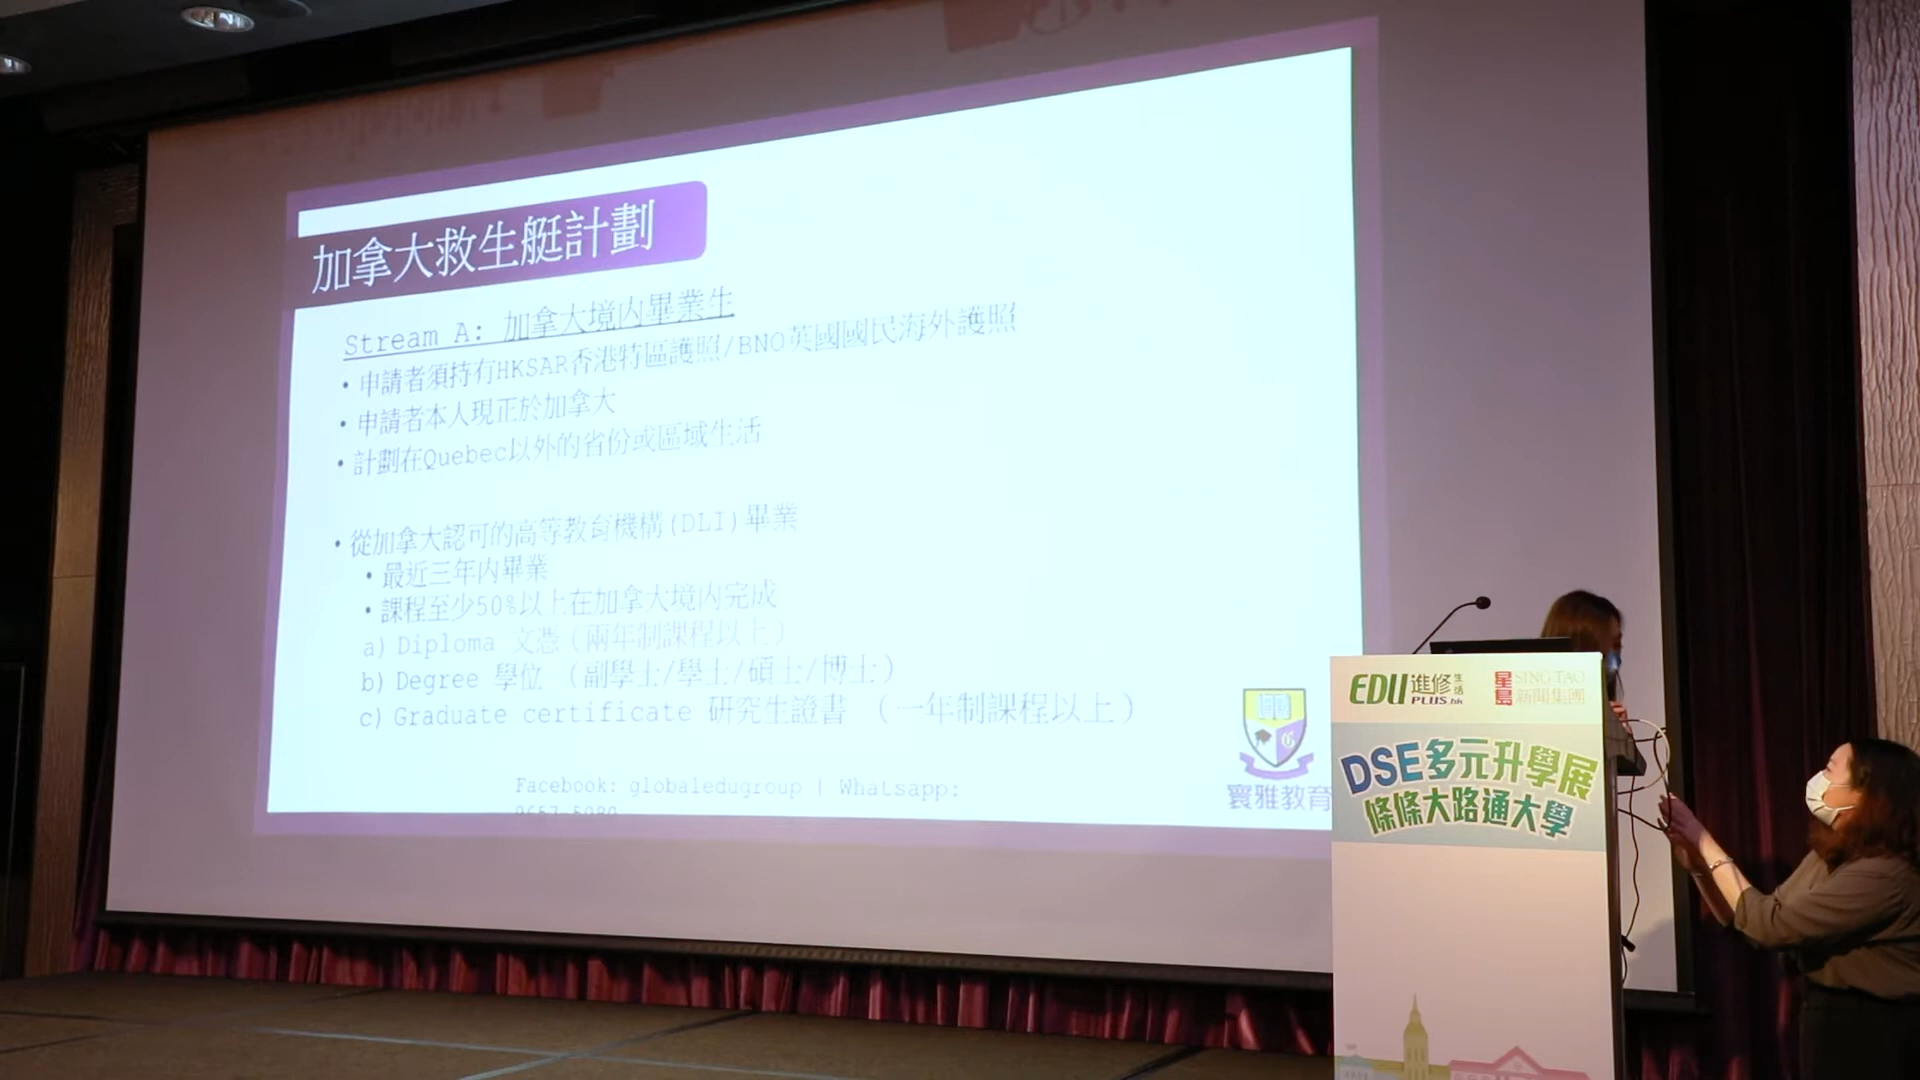 加拿大救生艇計劃
Stream A: 加拿大境內畢業生
• 申請者須持有HKSAR香港特區護照/BNO英國國民海外護照
• 申請者本人現正於加拿大
• 計劃在Quebec以外的省份或區域生活
• 從加拿大認可的高等教育機構(DLI)畢業
• 最近三年內畢業
• 課程至少50%以上在加拿大境內完成
a) Diploma 文憑 (兩年制課程以上)
b) Degree 學位 (副學士/學士/碩士/博士)
c) Graduate certificate 研究生證書 (一年制課程以上)
Facebook: globaledugroup | Whatsapp:
寰雅教育
EDU PLUS.hk 進修生活
星島 SING TAO 新聞集團
DSE多元升學展
條條大路通大學